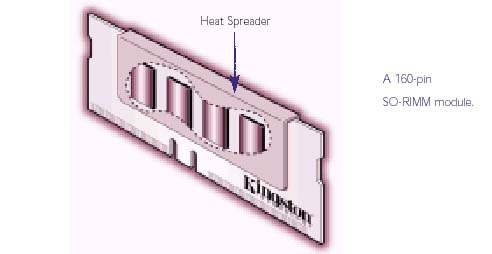 Heat Spreader
A 160-pin
SO-RIMM module.
Kingston